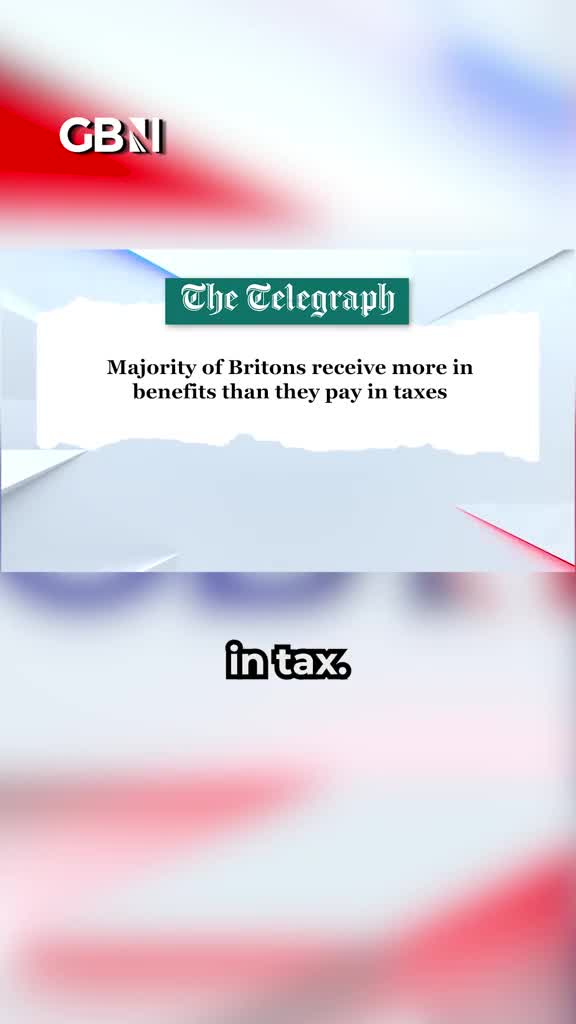 GBN
The Telegraph
Majority of Britons receive more in
benefits than they pay in taxes
in tax.